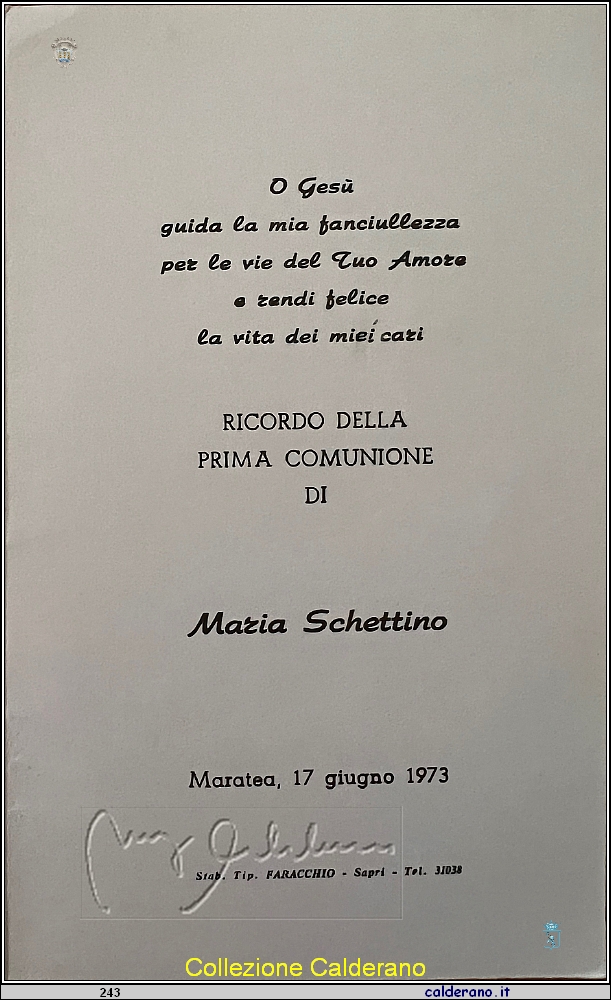 O Gesù
guida la mia fanciullezza
per le vie del Tuo Amore
e rendi felice
la vita dei miei cari
RICORDO DELLA
PRIMA COMUNIONE
DI
Maria Schettino
Maratea, 17 giugno 1973
Stab. Tip. FARACCHIO - Sapri - Tel. 31038
Collezione Calderano
243 calderano.it